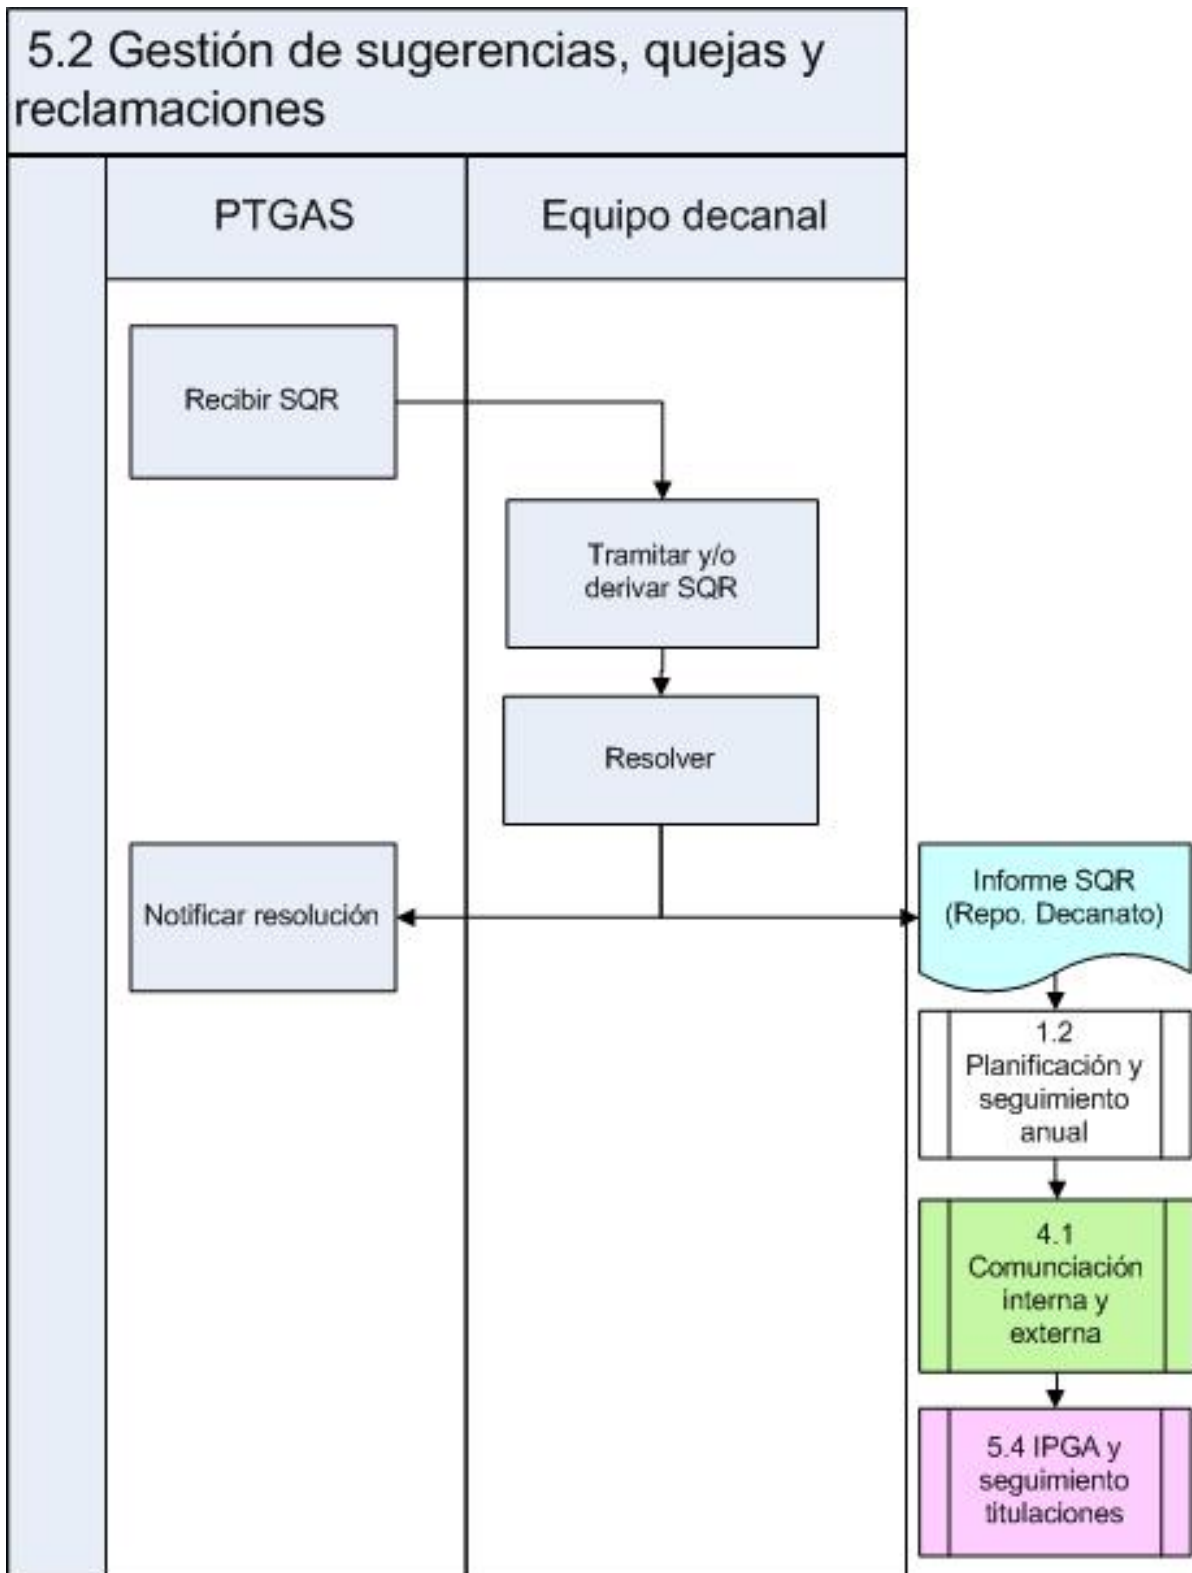 5.2 Gestión de sugerencias, quejas y
reclamaciones
PTGAS
Equipo decanal
Recibir SQR
Tramitar y/o
derivar SQR
Resolver
Notificar resolución
Informe SQR
(Repo. Decanato)
1.2
Planificación y
seguimiento
anual
4.1
Comunciación
interna y
externa
5.4 IPGA y
seguimiento
titulaciones